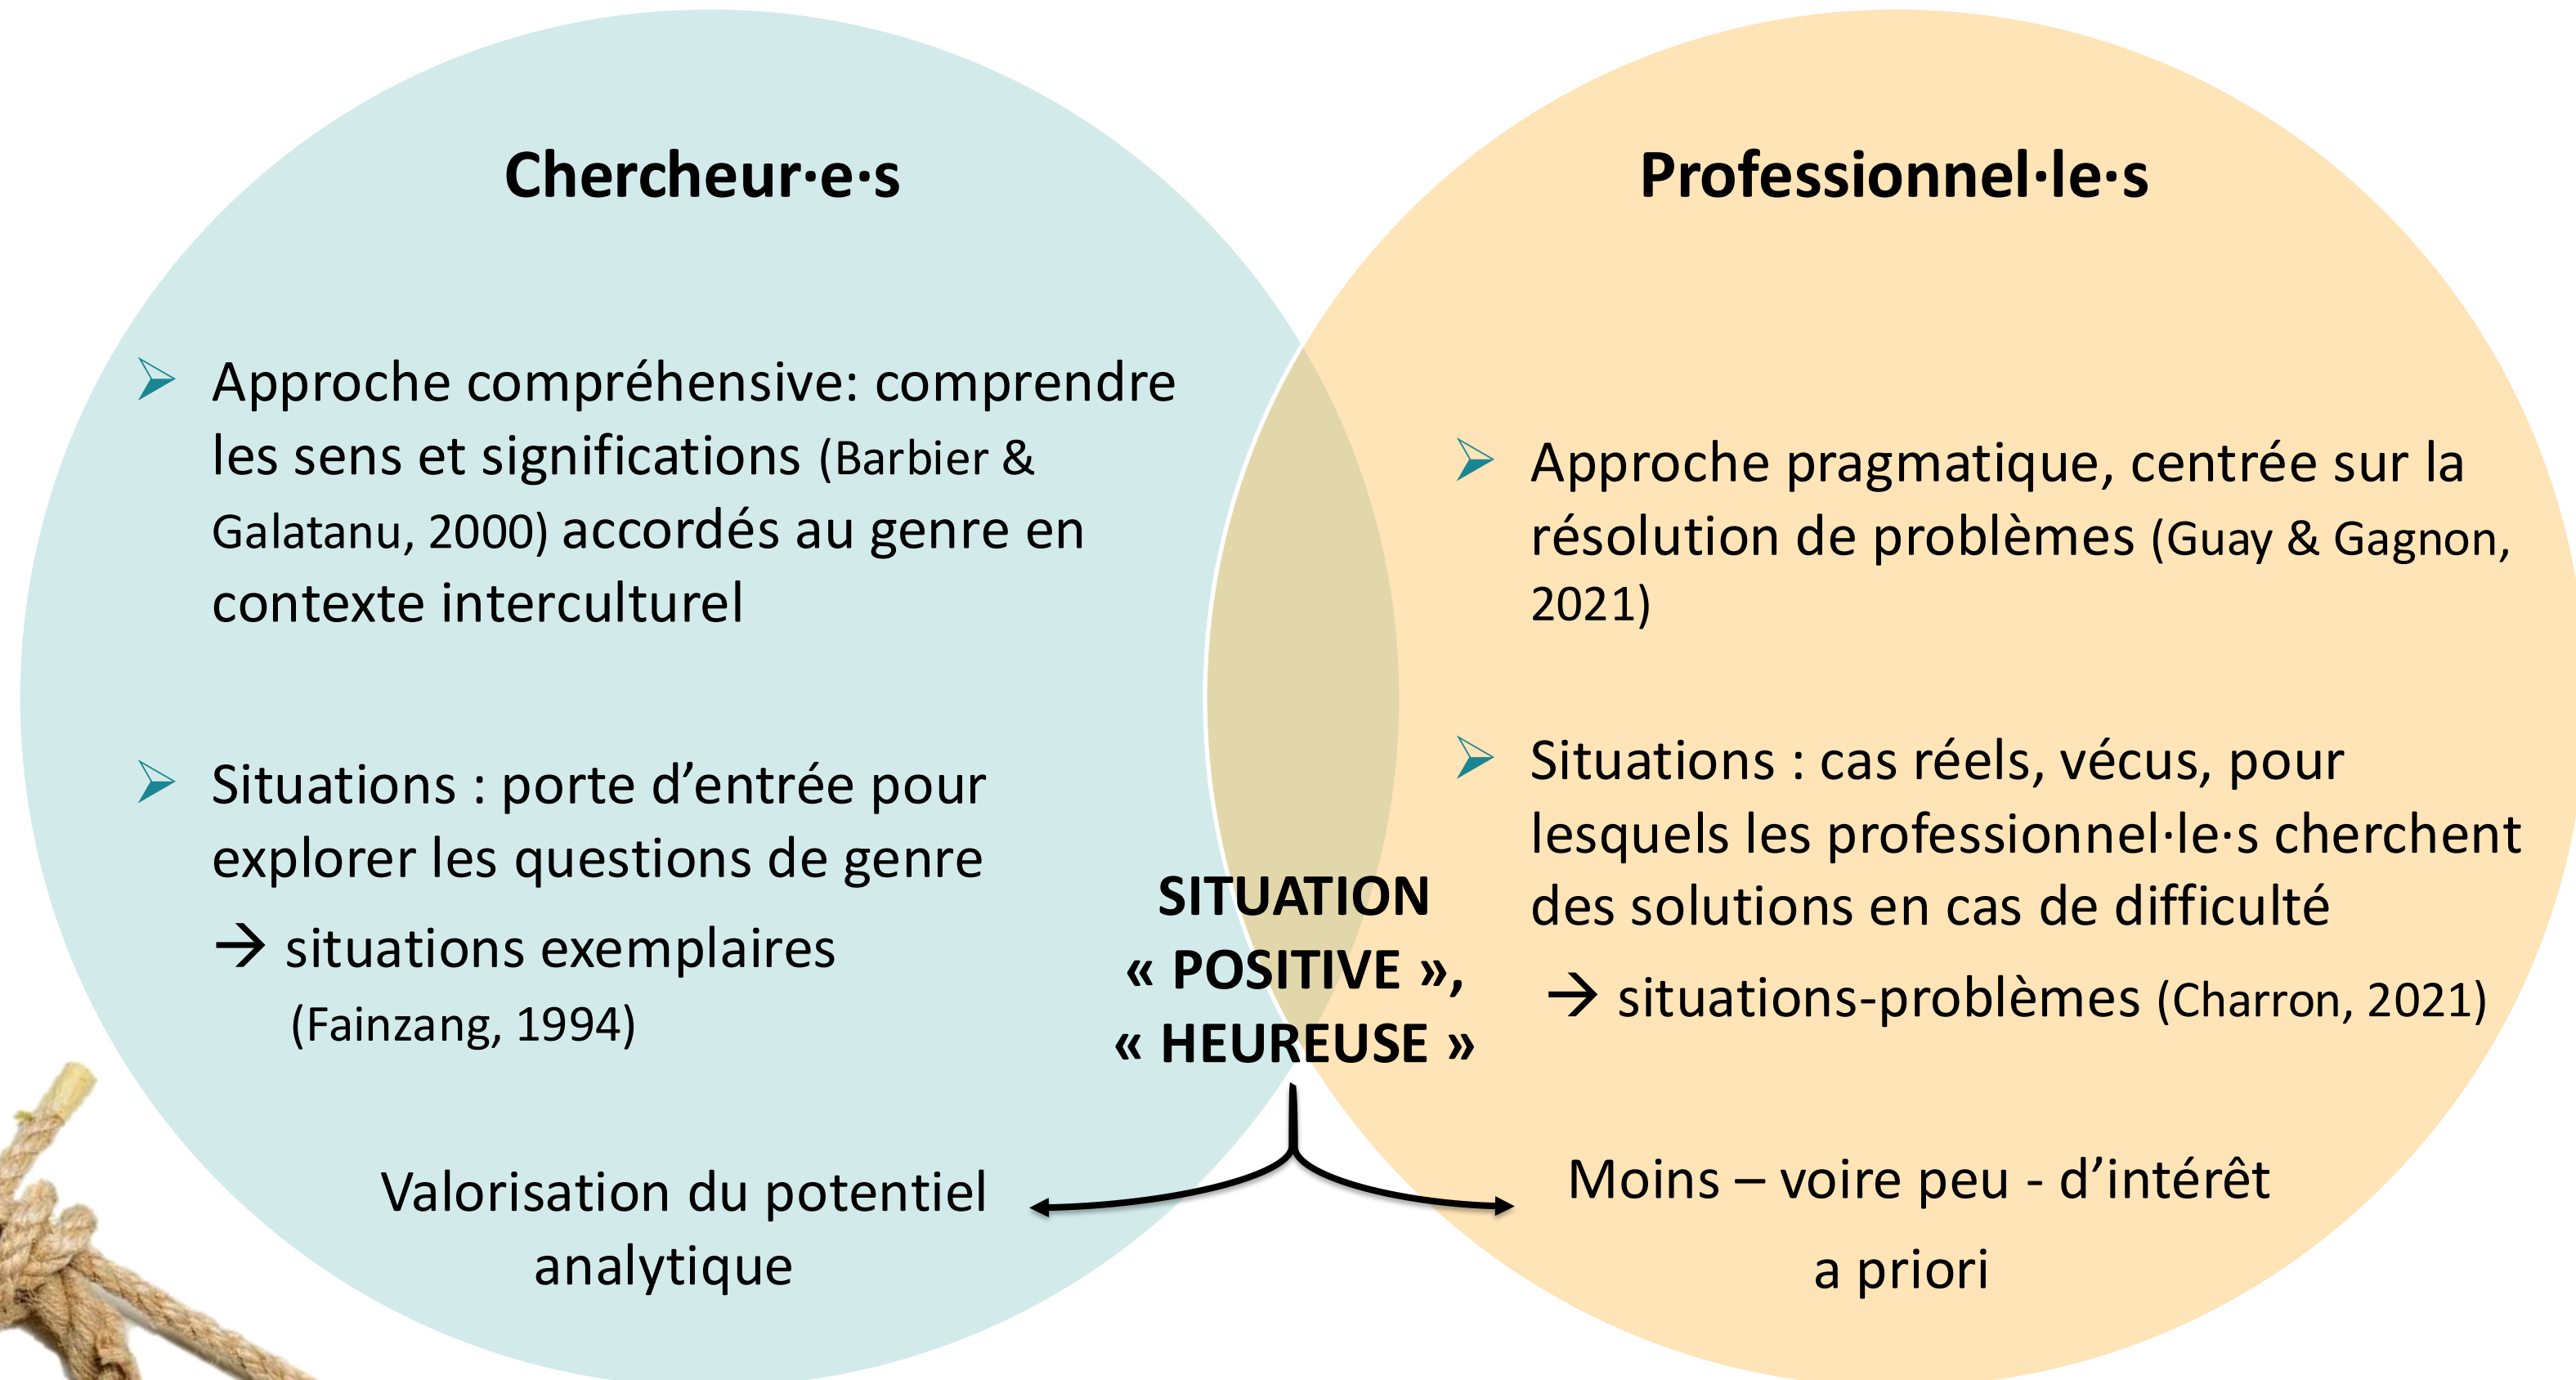 Chercheur·e·s
Approche compréhensive: comprendre
les sens et significations (Barbier &
Galatanu, 2000) accordés au genre en
contexte interculturel
Situations : porte d’entrée pour
explorer les questions de genre
→ situations exemplaires
(Fainzang, 1994)
Valorisation du potentiel
analytique
SITUATION
« POSITIVE »,
« HEUREUSE »
Professionnel·le·s
Approche pragmatique, centrée sur la
résolution de problèmes (Guay & Gagnon,
2021)
Situations : cas réels, vécus, pour
lesquels les professionnel·le·s cherchent
des solutions en cas de difficulté
→ situations-problèmes (Charron, 2021)
Moins – voire peu - d’intérêt
a priori